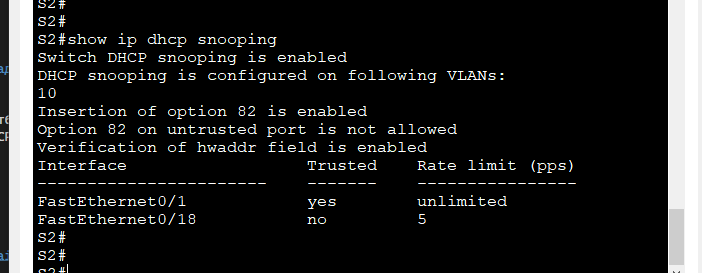 S2#
S2#
S2#show ip dhcp snooping
Switch DHCP snooping is enabled
DHCP snooping is configured on following VLANs:
10
Insertion of option 82 is enabled
Option 82 on untrusted port is not allowed
Verification of hwaddr field is enabled
Interface Trusted Rate limit (pps)
----------------------- ------- ----------------
FastEthernet0/1 yes unlimited
FastEthernet0/18 no 5
S2#
S2#
S2#